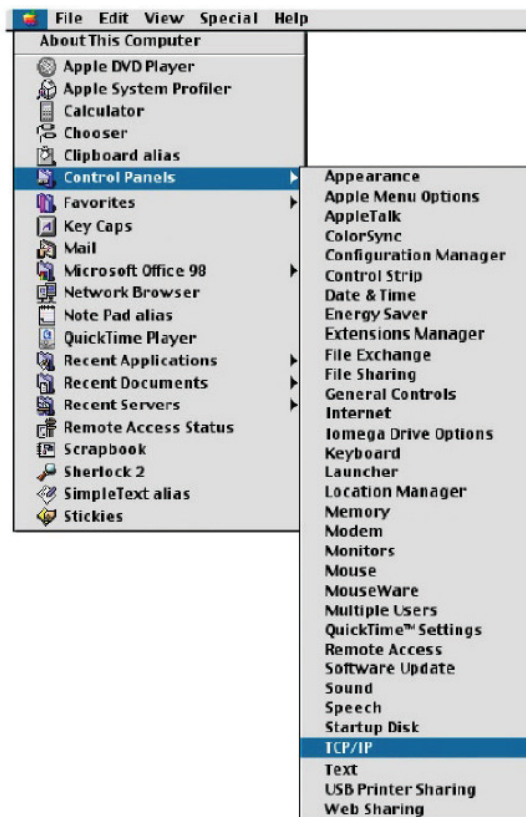 File Edit View Special Help
About This Computer
Apple DVD Player
Apple System Profiler
Calculator
Chooser
Clipboard alias
Control Panels
Favorites
Key Caps
Mail
Microsoft Office 98
Network Browser
Note Pad alias
QuickTime Player
Recent Applications
Recent Documents
Recent Servers
Remote Access Status
Scrapbook
Sherlock 2
SimpleText alias
Stickies
Appearance
Apple Menu Options
AppleTalk
ColorSync
Configuration Manager
Control Strip
Date & Time
Energy Saver
Extensions Manager
File Exchange
File Sharing
General Controls
Internet
Iomega Drive Options
Keyboard
Launcher
Location Manager
Memory
Modem
Monitors
Mouse
MouseWare
Multiple Users
QuickTime™ Settings
Remote Access
Software Update
Sound
Speech
Startup Disk
TCP/IP
Text
USB Printer Sharing
Web Sharing